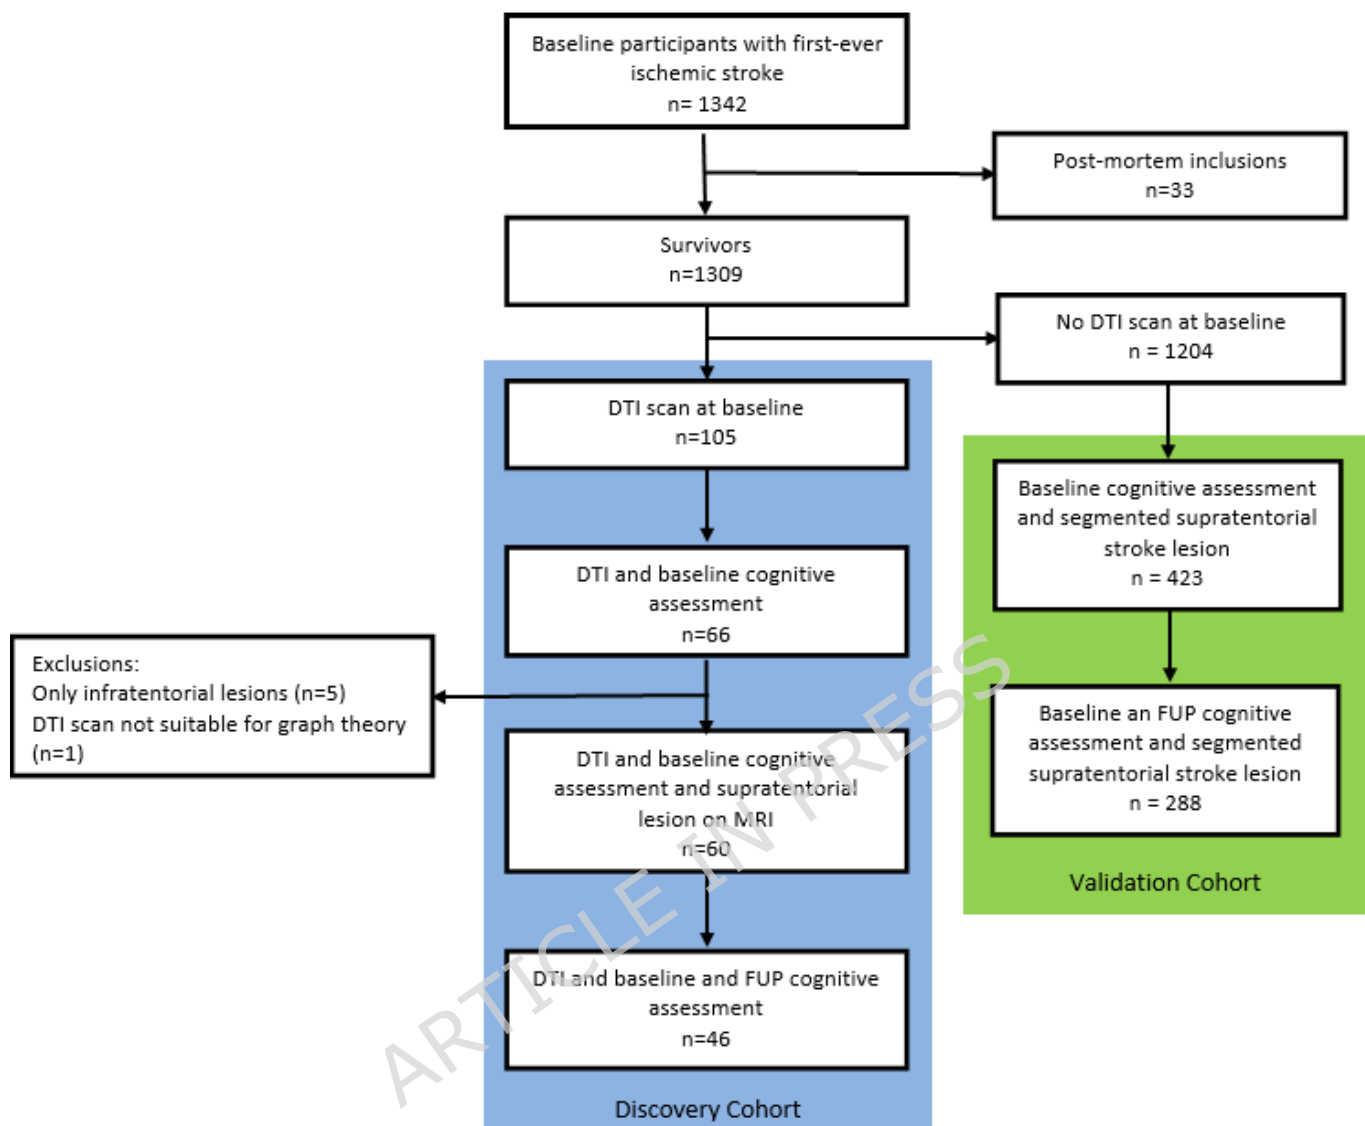 Baseline participants with first-ever
ischemic stroke
n= 1342
Post-mortem inclusions
n=33
Survivors
n=1309
No DTI scan at baseline
n = 1204
DTI scan at baseline
n=105
Baseline cognitive assessment
and segmented supratentorial
stroke lesion
n = 423
DTI and baseline cognitive
assessment
n=66
Exclusions:
Only infratentorial lesions (n=5)
DTI scan not suitable for graph theory
(n=1)
Baseline an FUP cognitive
assessment and segmented
supratentorial stroke lesion
n = 288
DTI and baseline cognitive
assessment and supratentorial
lesion on MRI
n=60
Validation Cohort
DTI and baseline and FUP cognitive
assessment
n=46
Discovery Cohort
ARTICLE IN PRESS